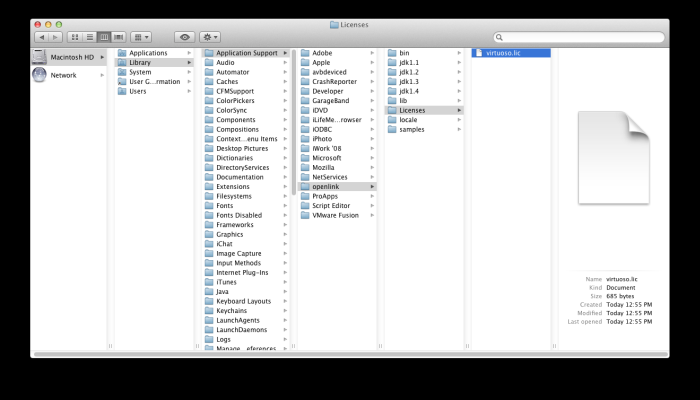 Licenses
Macintosh HD
Network
Applications
Library
System
User G...rmation
Users
Application Support
Audio
Automator
Caches
CFMSupport
ColorPickers
ColorSync
Components
Compositions
Context...enu Items
Desktop Pictures
Dictionaries
DirectoryServices
Documentation
Extensions
Filesystems
Fonts
Fonts Disabled
Frameworks
Graphics
iChat
Image Capture
Input Methods
Internet Plug-Ins
iTunes
Java
Keyboard Layouts
Keychains
LaunchAgents
LaunchDaemons
Logs
Manage...eferences
Adobe
Apple
avbdeviced
CrashReporter
Developer
GarageBand
iDVD
iLifeMe...rowser
iODBC
iPhoto
iWork '08
Microsoft
Mozilla
NetServices
openlink
ProApps
Script Editor
VMware Fusion
bin
jdk1.1
jdk1.2
jdk1.3
jdk1.4
lib
Licenses
locale
samples
virtuoso.lic
Name virtuoso.lic
Kind Document
Size 685 bytes
Created Today 12:55 PM
Modified Today 12:55 PM
Last opened Today 12:55 PM